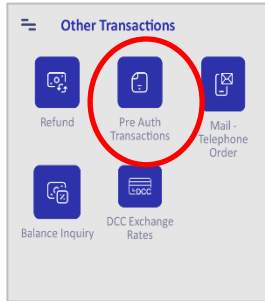 Other Transactions
Refund
Pre Auth
Transactions
Mail -
Telephone
Order
Balance Inquiry
DCC
DCC Exchange
Rates